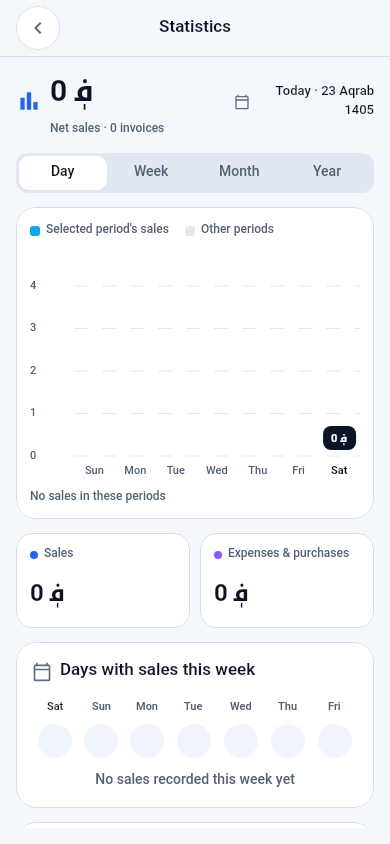 Statistics
0 ؋
Net sales · 0 invoices
Today · 23 Aqrab
1405
Day Week Month Year
Selected period's sales Other periods
4
3
2
1
0
0 ؋
Sun Mon Tue Wed Thu Fri Sat
No sales in these periods
Sales
0 ؋
Expenses & purchases
0 ؋
Days with sales this week
Sat Sun Mon Tue Wed Thu Fri
No sales recorded this week yet